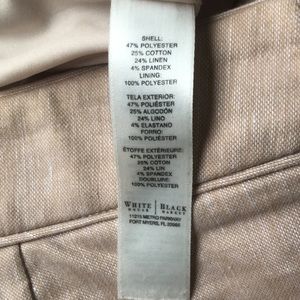 SHELL:
47% POLYESTER
25% COTTON
24% LINEN
4% SPANDEX
LINING:
100% POLYESTER
TELA EXTERIOR:
47% POLIÉSTER
25% ALGODÓN
24% LINO
4% ELASTANO
FORRO:
100% POLIÉSTER
ÉTOFFE EXTÉRIEURE:
47% POLYESTER
25% COTON
24% LIN
4% SPANDEX
DOUBLURE:
100% POLYESTER
WHITE | BLACK
HOUSE | MARKET
11215 METRO PARKWAY
FORT MYERS, FL 33966